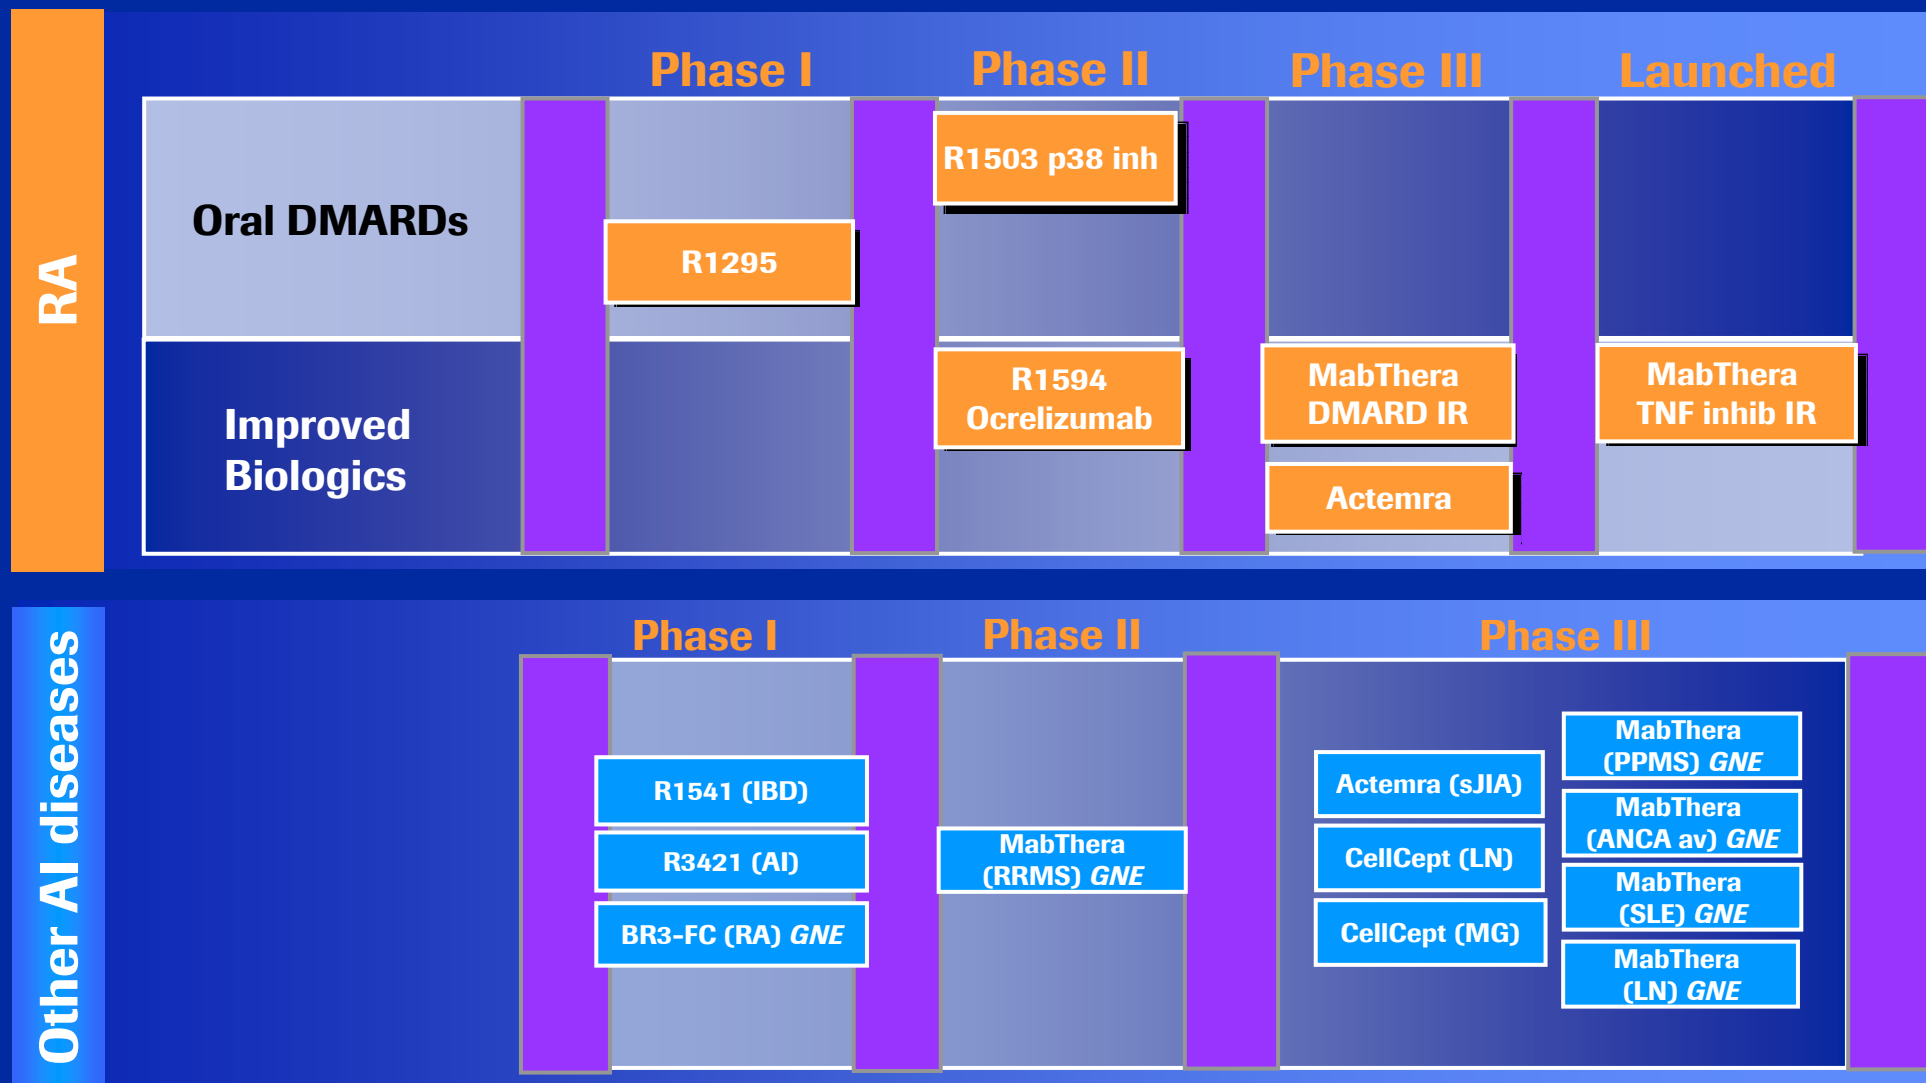 RA
Phase I
Phase II
Phase III
Launched
Oral DMARDs
R1503 p38 inh
R1295
Improved
Biologics
R1594
Ocrelizumab
MabThera
DMARD IR
MabThera
TNF inhib IR
Actemra
Other AI diseases
Phase I
Phase II
Phase III
R1541 (IBD)
R3421 (AI)
BR3-FC (RA) GNE
MabThera
(RRMS) GNE
Actemra (sJIA)
CellCept (LN)
CellCept (MG)
MabThera
(PPMS) GNE
MabThera
(ANCA av) GNE
MabThera
(SLE) GNE
MabThera
(LN) GNE